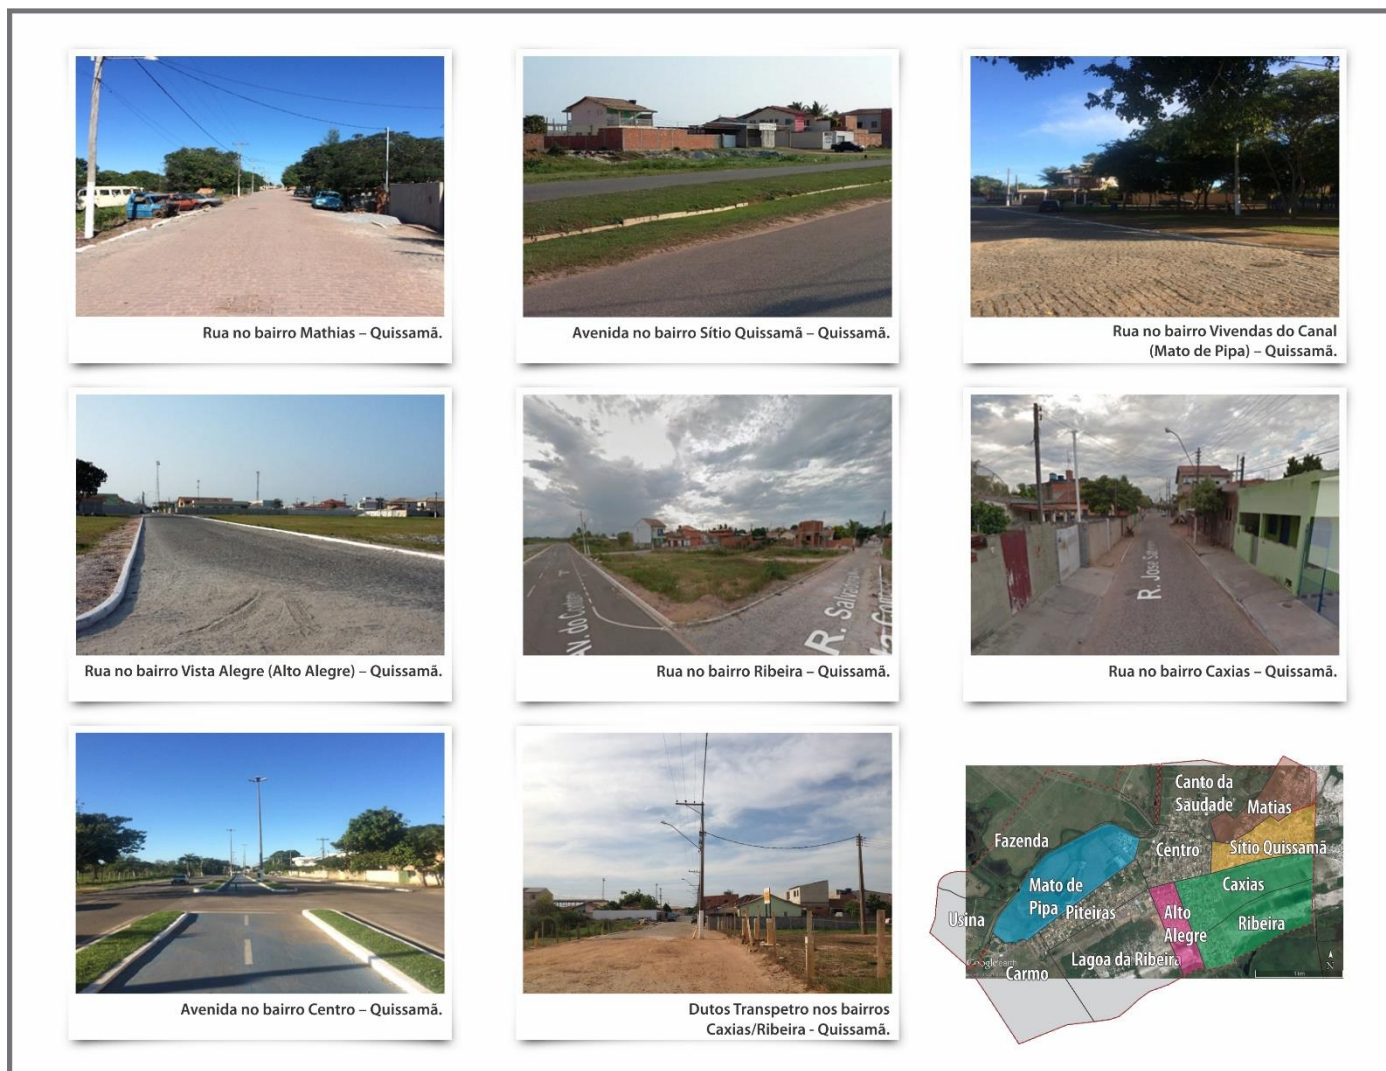 Rua no bairro Mathias – Quissamã.
Avenida no bairro Sítio Quissamã – Quissamã.
Rua no bairro Vivendas do Canal
(Mato de Pipa) – Quissamã.
Rua no bairro Vista Alegre (Alto Alegre) – Quissamã.
AV. do Contorno
R. Salvador
Rua no bairro Ribeira – Quissamã.
R. José
Rua no bairro Caxias – Quissamã.
Avenida no bairro Centro – Quissamã.
Dutos Transpetro nos bairros
Caxias/Ribeira - Quissamã.
Canto da
Saudade
Matias
Fazenda
Centro
Sítio Quissamã
Mato de
Pipa
Piteiras
Caxias
Usina
Alto
Alegre
Ribeira
Lagoa da Ribeira
Google earth
Carmo
1 km
N